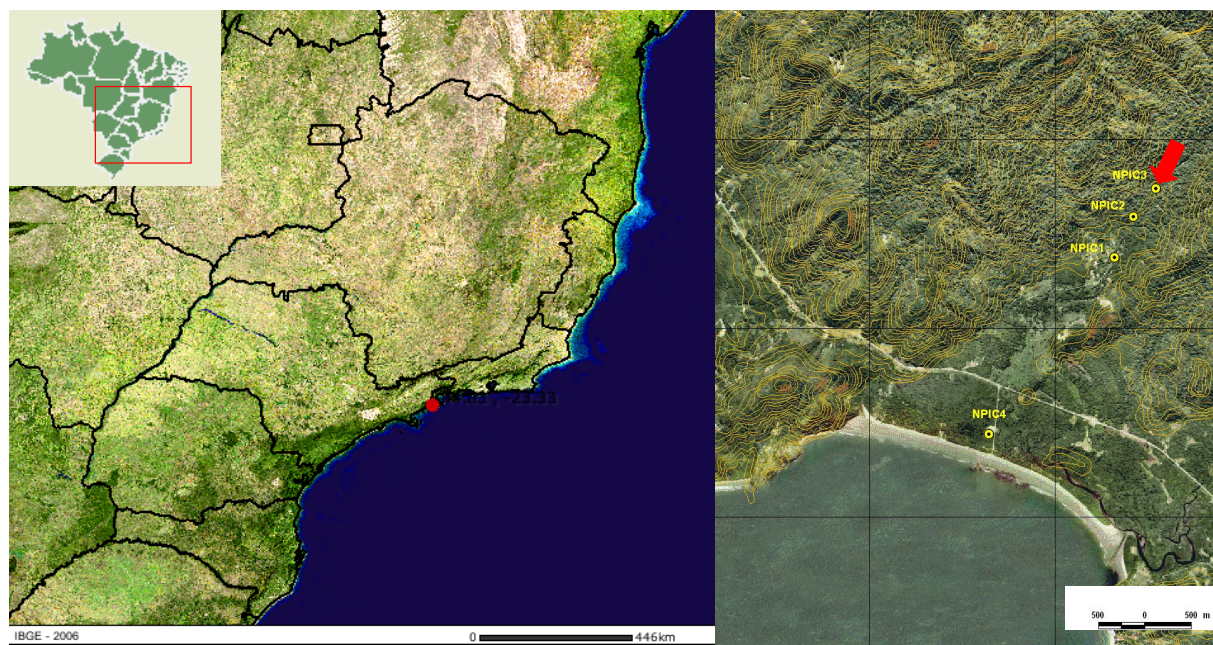 -23.33
IBGE - 2006
0
446km
NPIC3
NPIC2
NPIC1
NPIC4
500
0
500
m